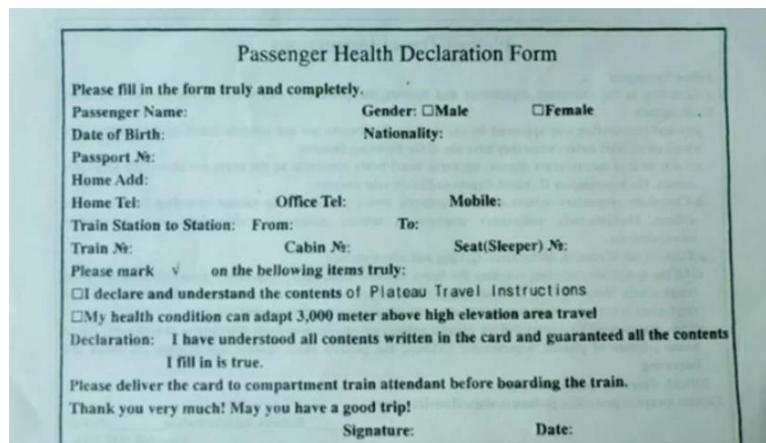 Passenger Health Declaration Form
Please fill in the form truly and completely.
Passenger Name: Gender: □Male □Female
Date of Birth: Nationality:
Passport №:
Home Add:
Home Tel: Office Tel: Mobile:
Train Station to Station: From: To:
Train №: Cabin №: Seat(Sleeper) №:
Please mark √ on the bellowing items truly:
□I declare and understand the contents of Plateau Travel Instructions
□My health condition can adapt 3,000 meter above high elevation area travel
Declaration: I have understood all contents written in the card and guaranteed all the contents
I fill in is true.
Please deliver the card to compartment train attendant before boarding the train.
Thank you very much! May you have a good trip!
Signature: Date: